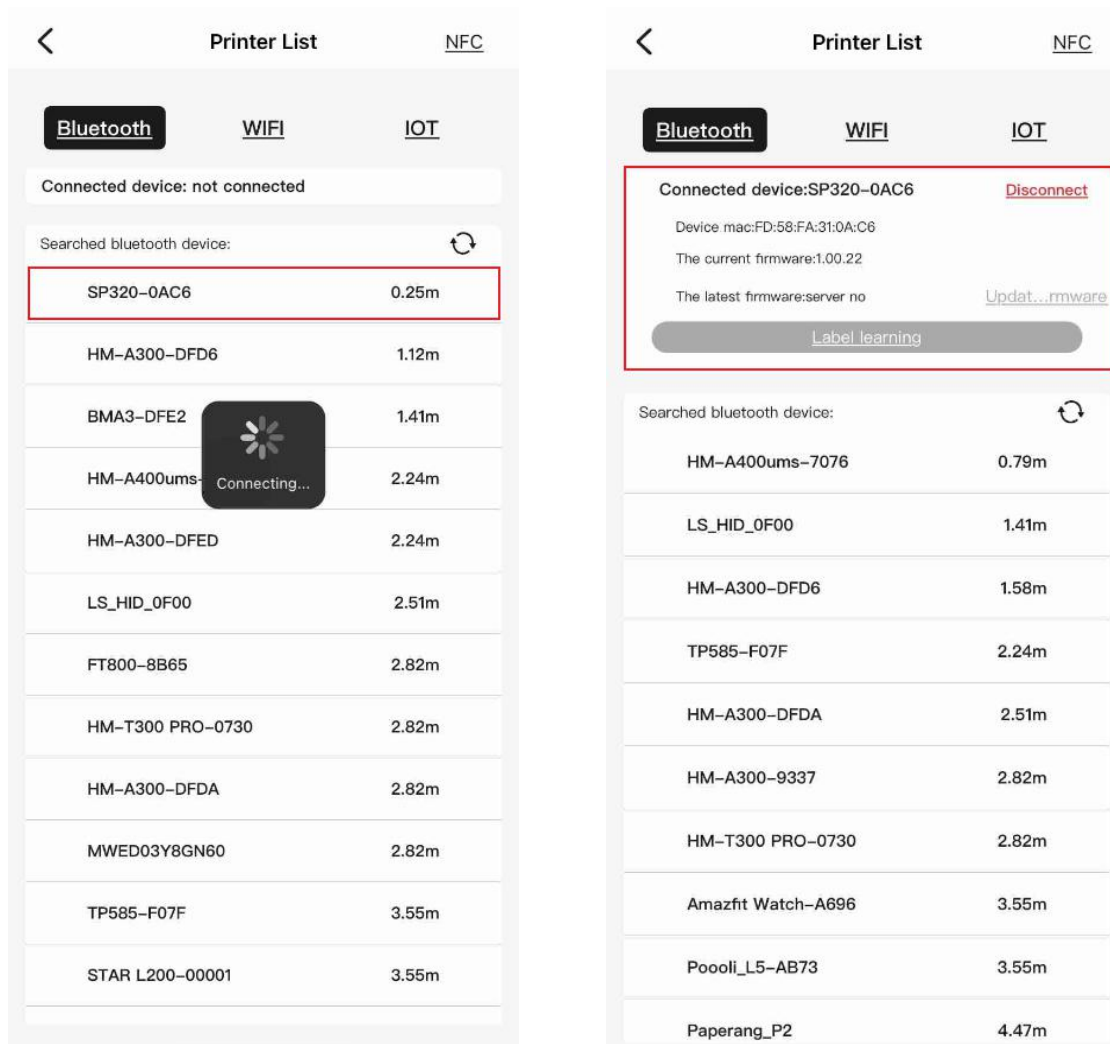 Printer List NFC
Bluetooth WIFI IOT
Connected device: not connected
Searched bluetooth device:
SP320-0AC6 0.25m
HM-A300-DFD6 1.12m
BMA3-DFE2 1.41m
HM-A400ums- 2.24m
Connecting...
HM-A300-DFED 2.24m
LS_HID_0F00 2.51m
FT800-8B65 2.82m
HM-T300 PRO-0730 2.82m
HM-A300-DFDA 2.82m
MWED03Y8GN60 2.82m
TP585-F07F 3.55m
STAR L200-00001 3.55m
Printer List NFC
Bluetooth WIFI IOT
Connected device:SP320-0AC6 Disconnect
Device mac:FD:58:FA:31:0A:C6
The current firmware:1.00.22
The latest firmware:server no Updat...rmware
Label learning
Searched bluetooth device:
HM-A400ums-7076 0.79m
LS_HID_0F00 1.41m
HM-A300-DFD6 1.58m
TP585-F07F 2.24m
HM-A300-DFDA 2.51m
HM-A300-9337 2.82m
HM-T300 PRO-0730 2.82m
Amazfit Watch-A696 3.55m
Poooli_L5-AB73 3.55m
Paperang_P2 4.47m